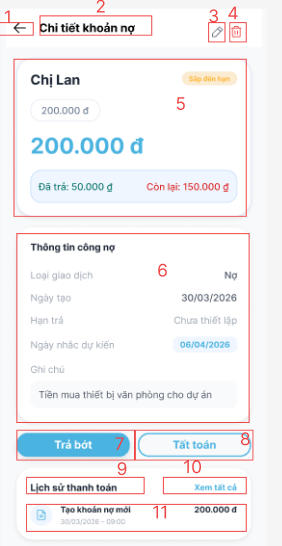 2
1 ← Chi tiết khoản nợ 3 4
Chị Lan Sắp đến hạn
5
200.000 đ
200.000 đ
Đã trả: 50.000 ₫ Còn lại: 150.000 ₫
Thông tin công nợ
6
Loại giao dịch Nợ
Ngày tạo 30/03/2026
Hạn trả Chưa thiết lập
Ngày nhắc dự kiến 06/04/2026
Ghi chú
Tiền mua thiết bị văn phòng cho dự án
Trả bớt 7 Tất toán 8
9 10
Lịch sử thanh toán Xem tất cả
11
Tạo khoản nợ mới 200.000 đ
30/03/2026 - 09:00